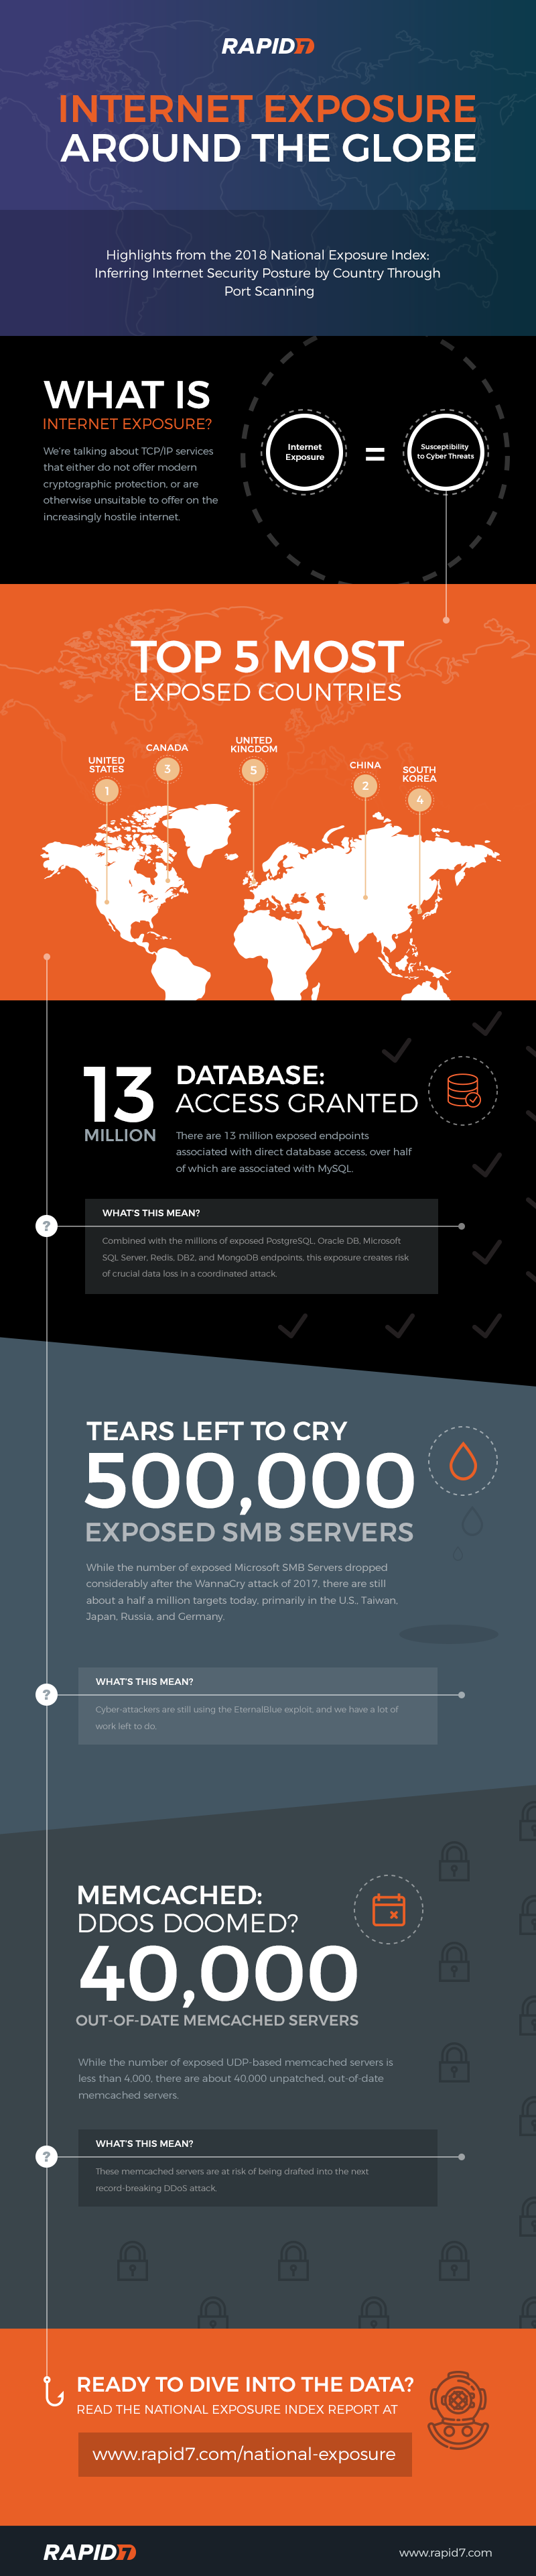 RAPID7
INTERNET EXPOSURE
AROUND THE GLOBE
Highlights from the 2018 National Exposure Index:
Inferring Internet Security Posture by Country Through
Port Scanning
WHAT IS
INTERNET EXPOSURE?
We're talking about TCP/IP services
that either do not offer modern
cryptographic protection, or are
otherwise unsuitable to offer on the
increasingly hostile internet.
Internet
Exposure
=
Susceptibility
to Cyber Threats
TOP 5 MOST
EXPOSED COUNTRIES
UNITED
STATES
1
CANADA
3
UNITED
KINGDOM
5
CHINA
2
SOUTH
KOREA
4
13
MILLION
DATABASE:
ACCESS GRANTED
There are 13 million exposed endpoints
associated with direct database access, over half
of which are associated with MySQL.
?
WHAT'S THIS MEAN?
Combined with the millions of exposed PostgreSQL, Oracle DB, Microsoft
SQL Server, Redis, DB2, and MongoDB endpoints, this exposure creates risk
of crucial data loss in a coordinated attack.
TEARS LEFT TO CRY
500,000
EXPOSED SMB SERVERS
While the number of exposed Microsoft SMB Servers dropped
considerably after the WannaCry attack of 2017, there are still
about a half a million targets today, primarily in the U.S., Taiwan,
Japan, Russia, and Germany.
?
WHAT'S THIS MEAN?
Cyber-attackers are still using the EternalBlue exploit, and we have a lot of
work left to do.
MEMCACHED:
DDOS DOOMED?
40,000
OUT-OF-DATE MEMCACHED SERVERS
While the number of exposed UDP-based memcached servers is
less than 4,000, there are about 40,000 unpatched, out-of-date
memcached servers.
?
WHAT'S THIS MEAN?
These memcached servers are at risk of being drafted into the next
record-breaking DDoS attack.
READY TO DIVE INTO THE DATA?
READ THE NATIONAL EXPOSURE INDEX REPORT AT
www.rapid7.com/national-exposure
RAPID7
www.rapid7.com